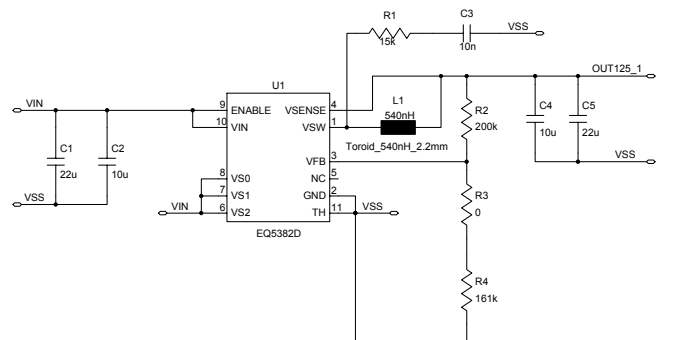 R1
15k
C3
10n
VSS
OUT125_1
U1
VIN
9
ENABLE
VSENSE
4
L1
540nH
R2
200k
C4
10u
C5
22u
10
VIN
VSW
1
Toroid_540nH_2.2mm
C1
22u
C2
10u
VFB
3
VSS
8
VS0
NC
5
7
VS1
GND
2
R3
0
VSS
VIN
6
VS2
TH
11
VSS
EQ5382D
R4
161k